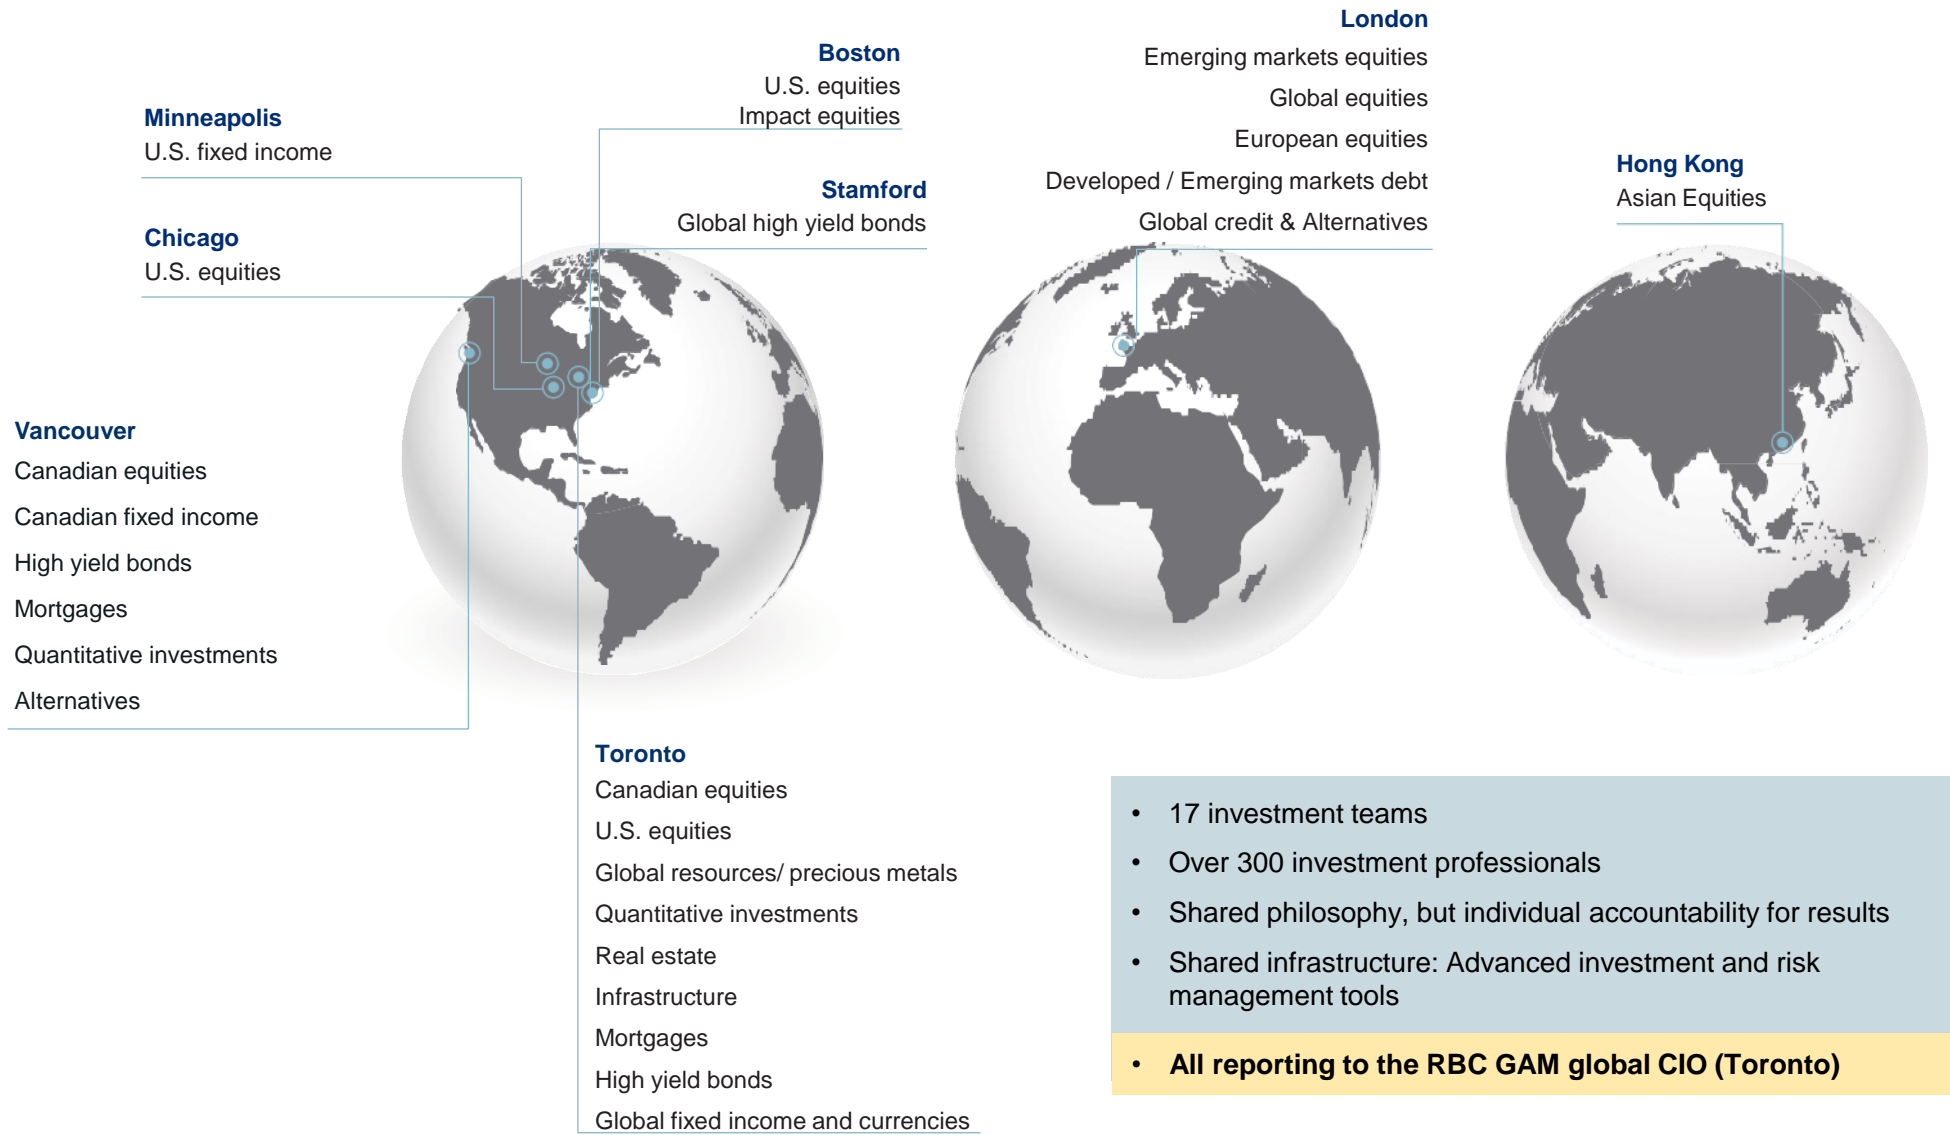 London
Emerging markets equities
Global equities
European equities
Developed / Emerging markets debt
Global credit & Alternatives
Boston
U.S. equities
Impact equities
Minneapolis
U.S. fixed income
Stamford
Global high yield bonds
Hong Kong
Asian Equities
Chicago
U.S. equities
Vancouver
Canadian equities
Canadian fixed income
High yield bonds
Mortgages
Quantitative investments
Alternatives
Toronto
Canadian equities
U.S. equities
Global resources/ precious metals
Quantitative investments
Real estate
Infrastructure
Mortgages
High yield bonds
Global fixed income and currencies
• 17 investment teams
• Over 300 investment professionals
• Shared philosophy, but individual accountability for results
• Shared infrastructure: Advanced investment and risk
management tools
• All reporting to the RBC GAM global CIO (Toronto)